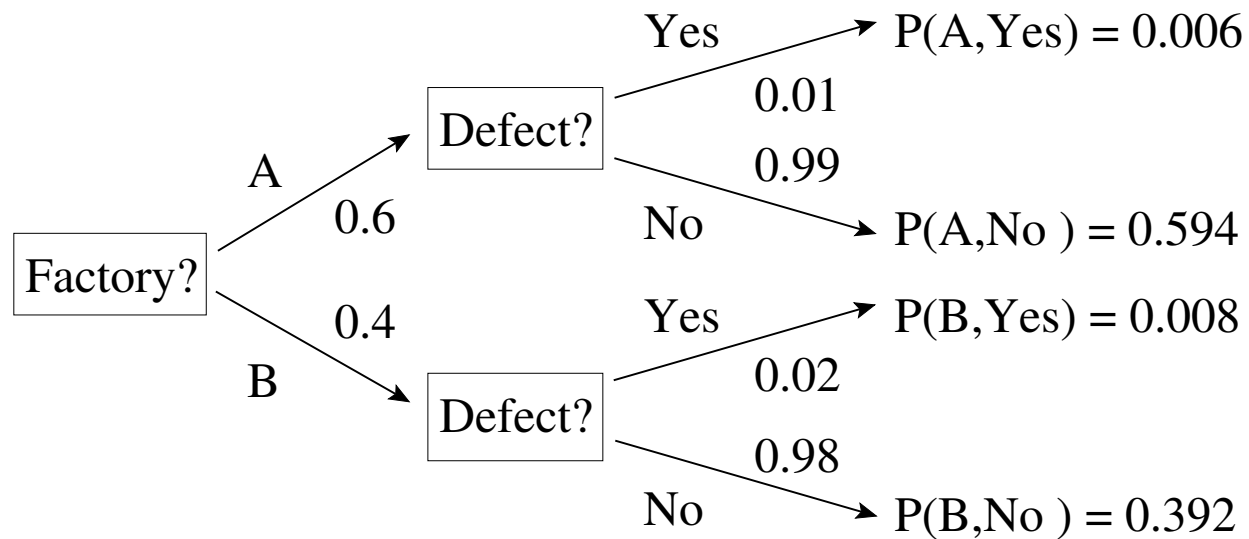 Yes
P(A,Yes) = 0.006
0.01
Defect?
0.99
A
0.6
No
P(A,No ) = 0.594
Factory?
0.4
Yes
P(B,Yes) = 0.008
B
0.02
Defect?
0.98
No
P(B,No ) = 0.392